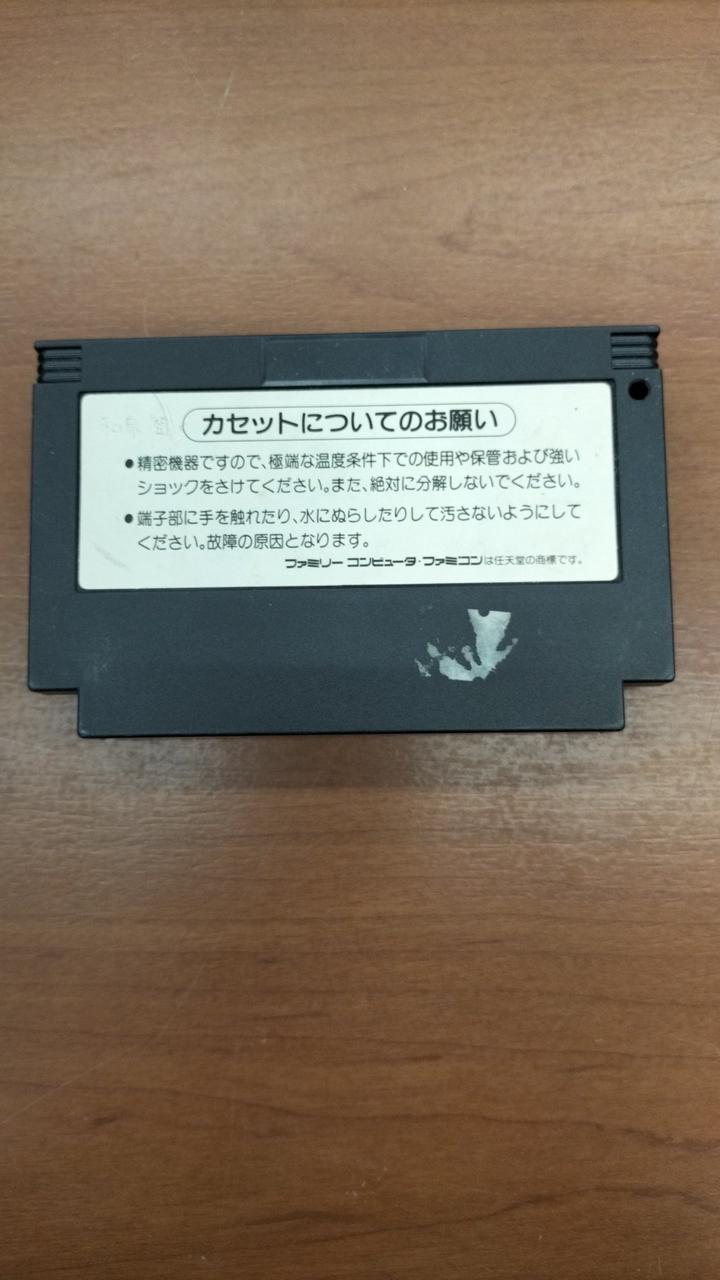 カセットについてのお願い
●精密機器ですので、極端な温度条件下での使用や保管および強い
ショックをさけてください。また、絶対に分解しないでください。
●端子部に手を触れたり、水にぬらしたりして汚さないようにして
ください。故障の原因となります。
ファミリー コンピュータ・ファミコンは任天堂の商標です。